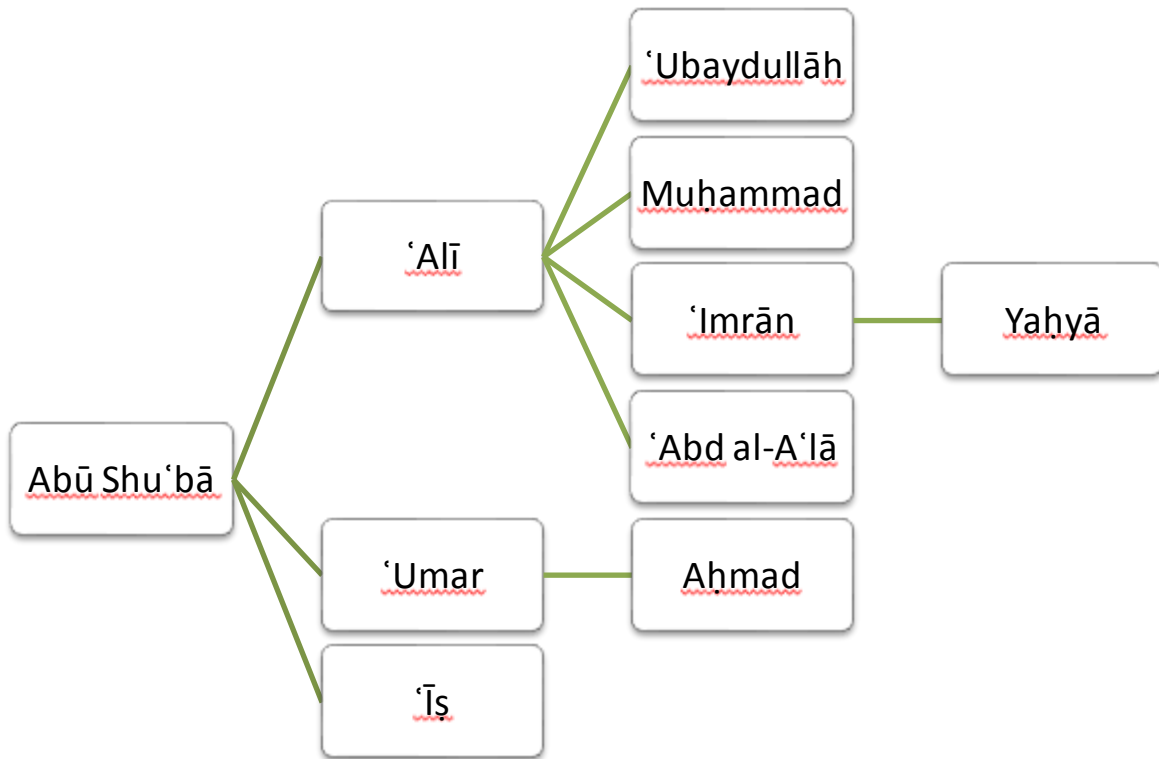 ʿUbaydullāh
Muḥammad
ʿAlī
ʿImrān
Yaḥyā
ʿAbd al-Aʿlā
Abū Shuʿbā
ʿUmar
Aḥmad
ʿĪṣ